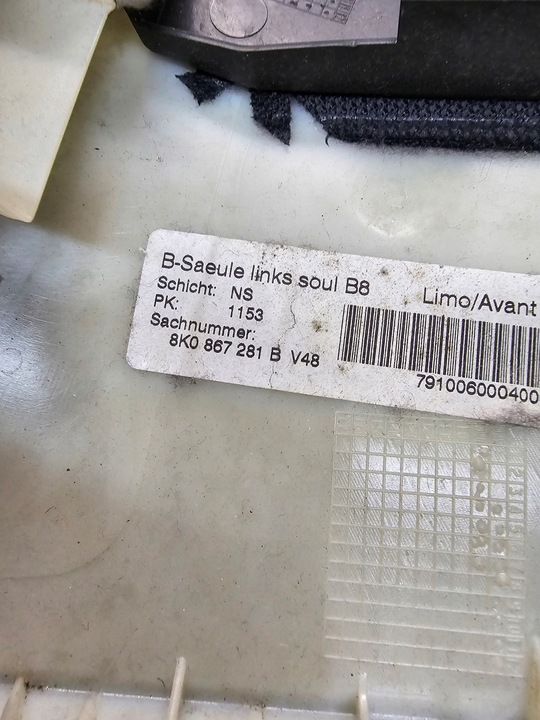 B-Saeule links soul B8
Limo/Avant
Schicht: NS
PK: 1153
Sachnummer:
8K0 867 281 B V48
791006000400